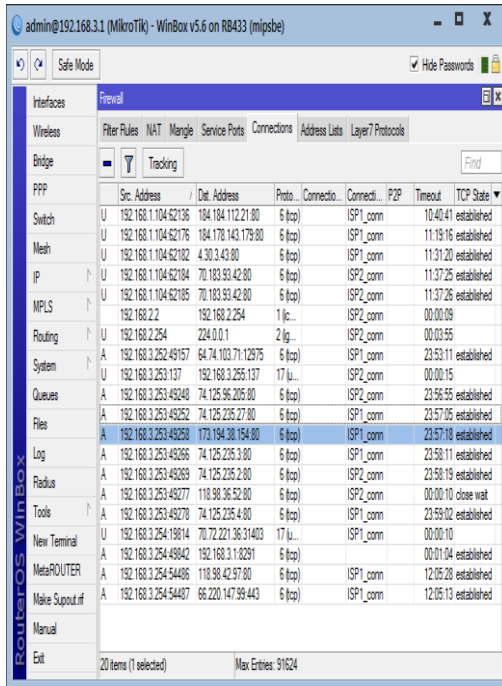 admin@192.168.3.1 (MikroTik) - WinBox v5.6 on RB433 (mipsbe)
Safe Mode
Hide Passwords
Interfaces
Wireless
Bridge
PPP
Switch
Mesh
IP
MPLS
Routing
System
Queues
Files
Log
Radius
Tools
New Terminal
MetaROUTER
Make Supout.rif
Manual
Exit
RouterOS WinBox
Firewall
Filter Rules NAT Mangle Service Ports Connections Address Lists Layer7 Protocols
Tracking
Find
Src. Address / Dst. Address Proto... Connectio... Connecti... P2P Timeout TCP State
U 192.168.1.104:62136 184.184.112.21:80 6 (tcp) ISP1_conn 10:40:41 established
U 192.168.1.104:62176 184.178.143.179:80 6 (tcp) ISP1_conn 11:19:16 established
U 192.168.1.104:62182 4.30.3.43:80 6 (tcp) ISP1_conn 11:31:20 established
U 192.168.1.104:62184 70.183.93.42:80 6 (tcp) ISP2_conn 11:37:25 established
U 192.168.1.104:62185 70.183.93.42:80 6 (tcp) ISP2_conn 11:37:26 established
192.168.2.2 192.168.2.254 1 (ic... ISP2_conn 00:00:09
U 192.168.2.254 224.0.0.1 2 (ig... ISP2_conn 00:03:55
A 192.168.3.252:49157 64.74.103.71:12975 6 (tcp) ISP1_conn 23:53:11 established
U 192.168.3.253:137 192.168.3.255:137 17 (u... ISP2_conn 00:00:15
A 192.168.3.253:49248 74.125.96.205:80 6 (tcp) ISP2_conn 23:56:55 established
A 192.168.3.253:49252 74.125.235.27:80 6 (tcp) ISP1_conn 23:57:05 established
A 192.168.3.253:49258 173.194.38.154:80 6 (tcp) ISP1_conn 23:57:18 established
A 192.168.3.253:49266 74.125.235.3:80 6 (tcp) ISP1_conn 23:58:11 established
A 192.168.3.253:49269 74.125.235.2:80 6 (tcp) ISP2_conn 23:58:19 established
A 192.168.3.253:49277 118.98.36.52:80 6 (tcp) ISP2_conn 00:00:10 close wait
A 192.168.3.253:49278 74.125.235.4:80 6 (tcp) ISP1_conn 23:59:02 established
U 192.168.3.254:19814 70.72.221.36:31403 17 (u... ISP1_conn 00:00:10
A 192.168.3.254:49842 192.168.3.1:8291 6 (tcp) 00:01:04 established
A 192.168.3.254:54486 118.98.42.97:80 6 (tcp) ISP1_conn 12:05:28 established
A 192.168.3.254:54487 66.220.147.99:443 6 (tcp) ISP1_conn 12:05:13 established
20 items (1 selected) Max Entries: 91624